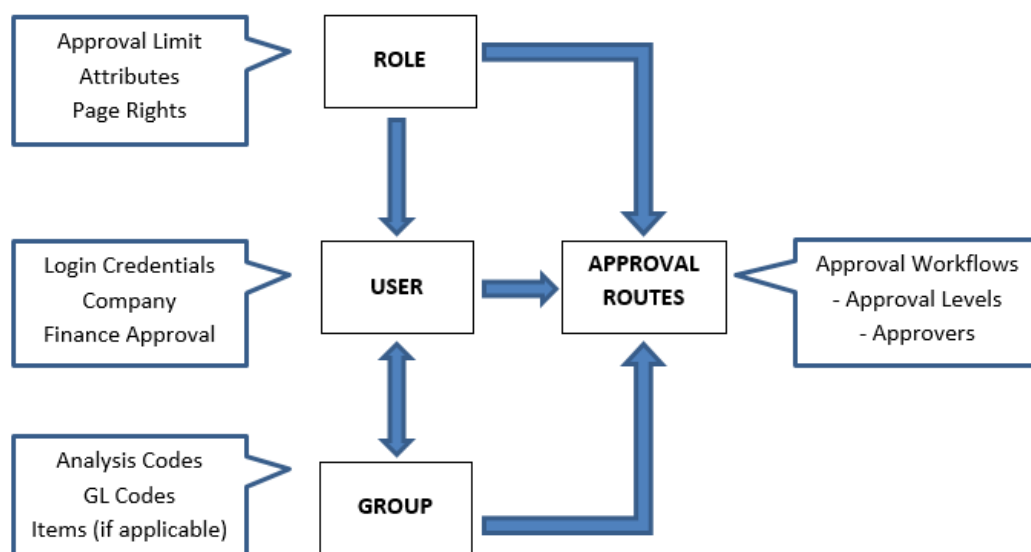 Approval Limit
Attributes
Page Rights
ROLE
Login Credentials
Company
Finance Approval
USER
APPROVAL
ROUTES
Approval Workflows
- Approval Levels
- Approvers
Analysis Codes
GL Codes
Items (if applicable)
GROUP